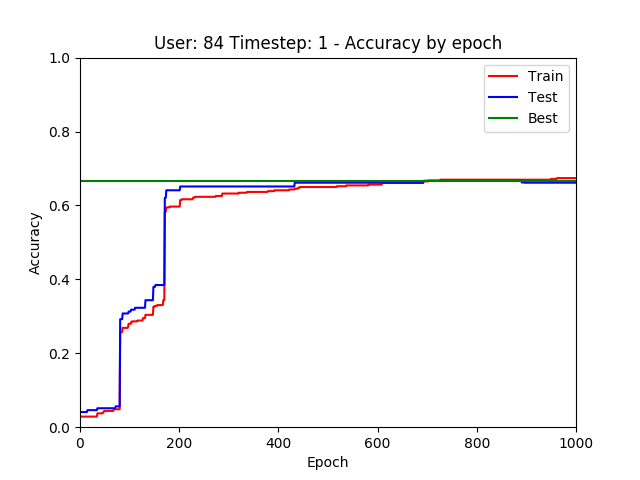 User: 84 Timestep: 1 - Accuracy by epoch
1.0
0.8
0.6
0.4
0.2
0.0
Accuracy
Train
Test
Best
0 200 400 600 800 1000
Epoch